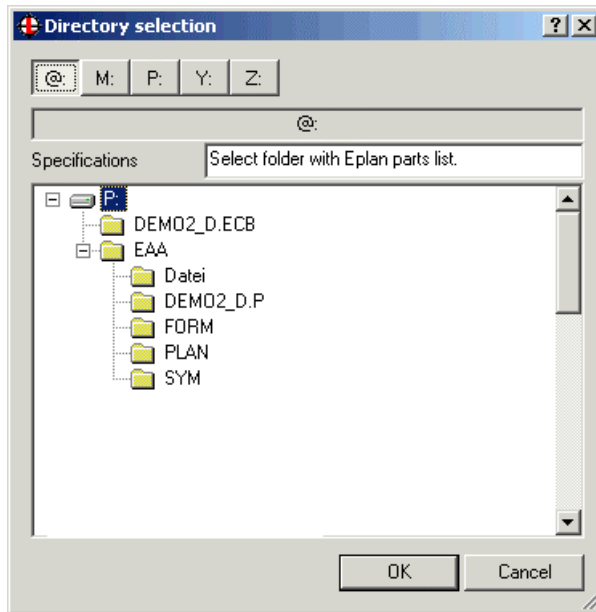 Directory selection
@: M: P: Y: Z:
@:
Specifications Select folder with Eplan parts list.
P:
DEMO2_D.ECB
EAA
Datei
DEMO2_D.P
FORM
PLAN
SYM
OK Cancel